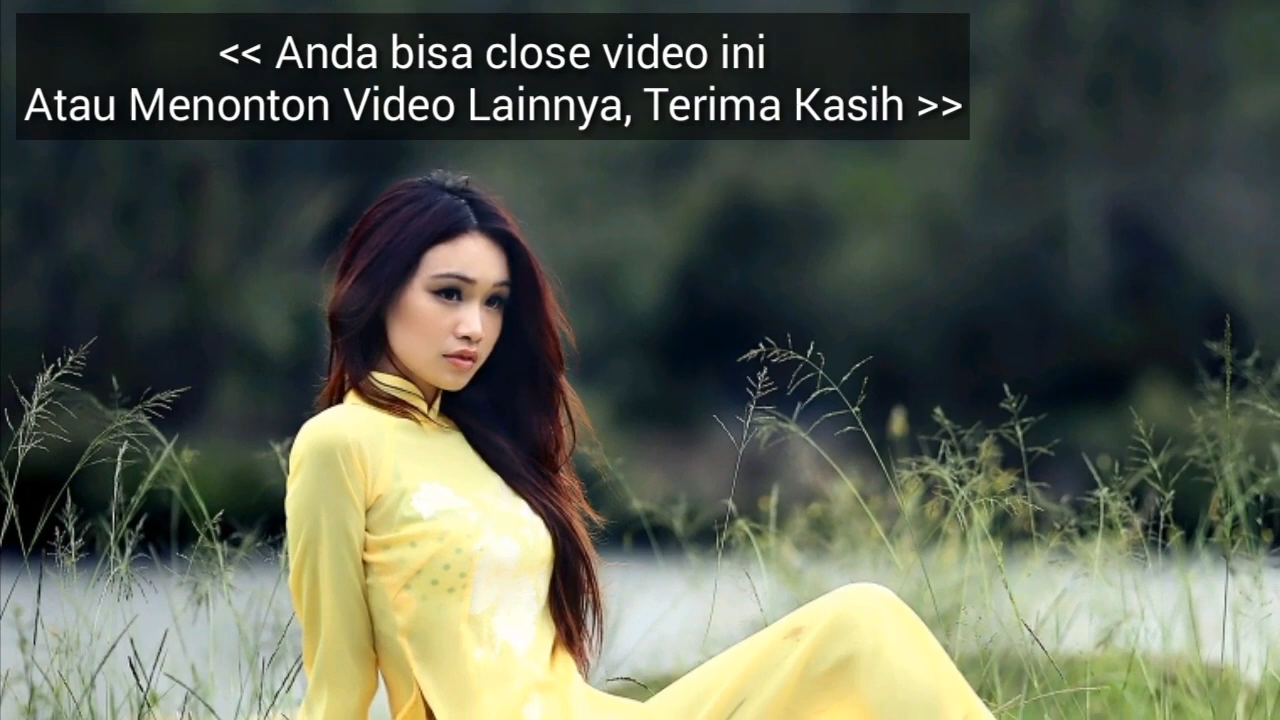 << Anda bisa close video ini
Atau Menonton Video Lainnya, Terima Kasih >>